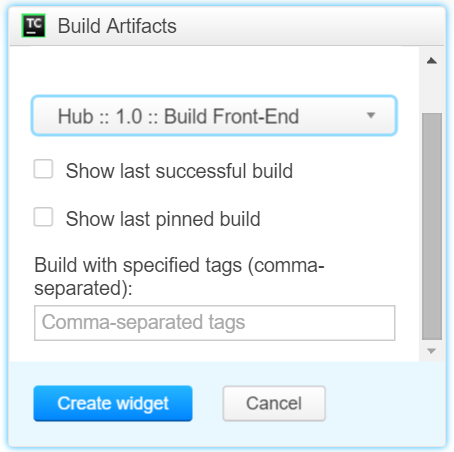 TC
Build Artifacts
Hub :: 1.0 :: Build Front-End
Show last successful build
Show last pinned build
Build with specified tags (comma-
separated):
Comma-separated tags
Create widget
Cancel